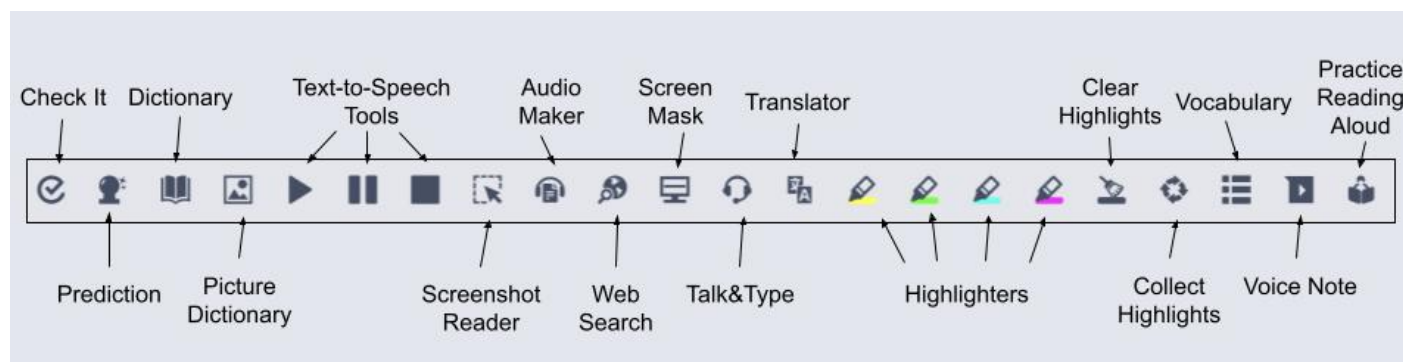 Check It
Dictionary
Text-to-Speech
Tools
Audio
Maker
Screen
Mask
Translator
Clear
Highlights
Vocabulary
Practice
Reading
Aloud
Prediction
Picture
Dictionary
Screenshot
Reader
Web
Search
Talk&Type
Highlighters
Collect
Highlights
Voice Note